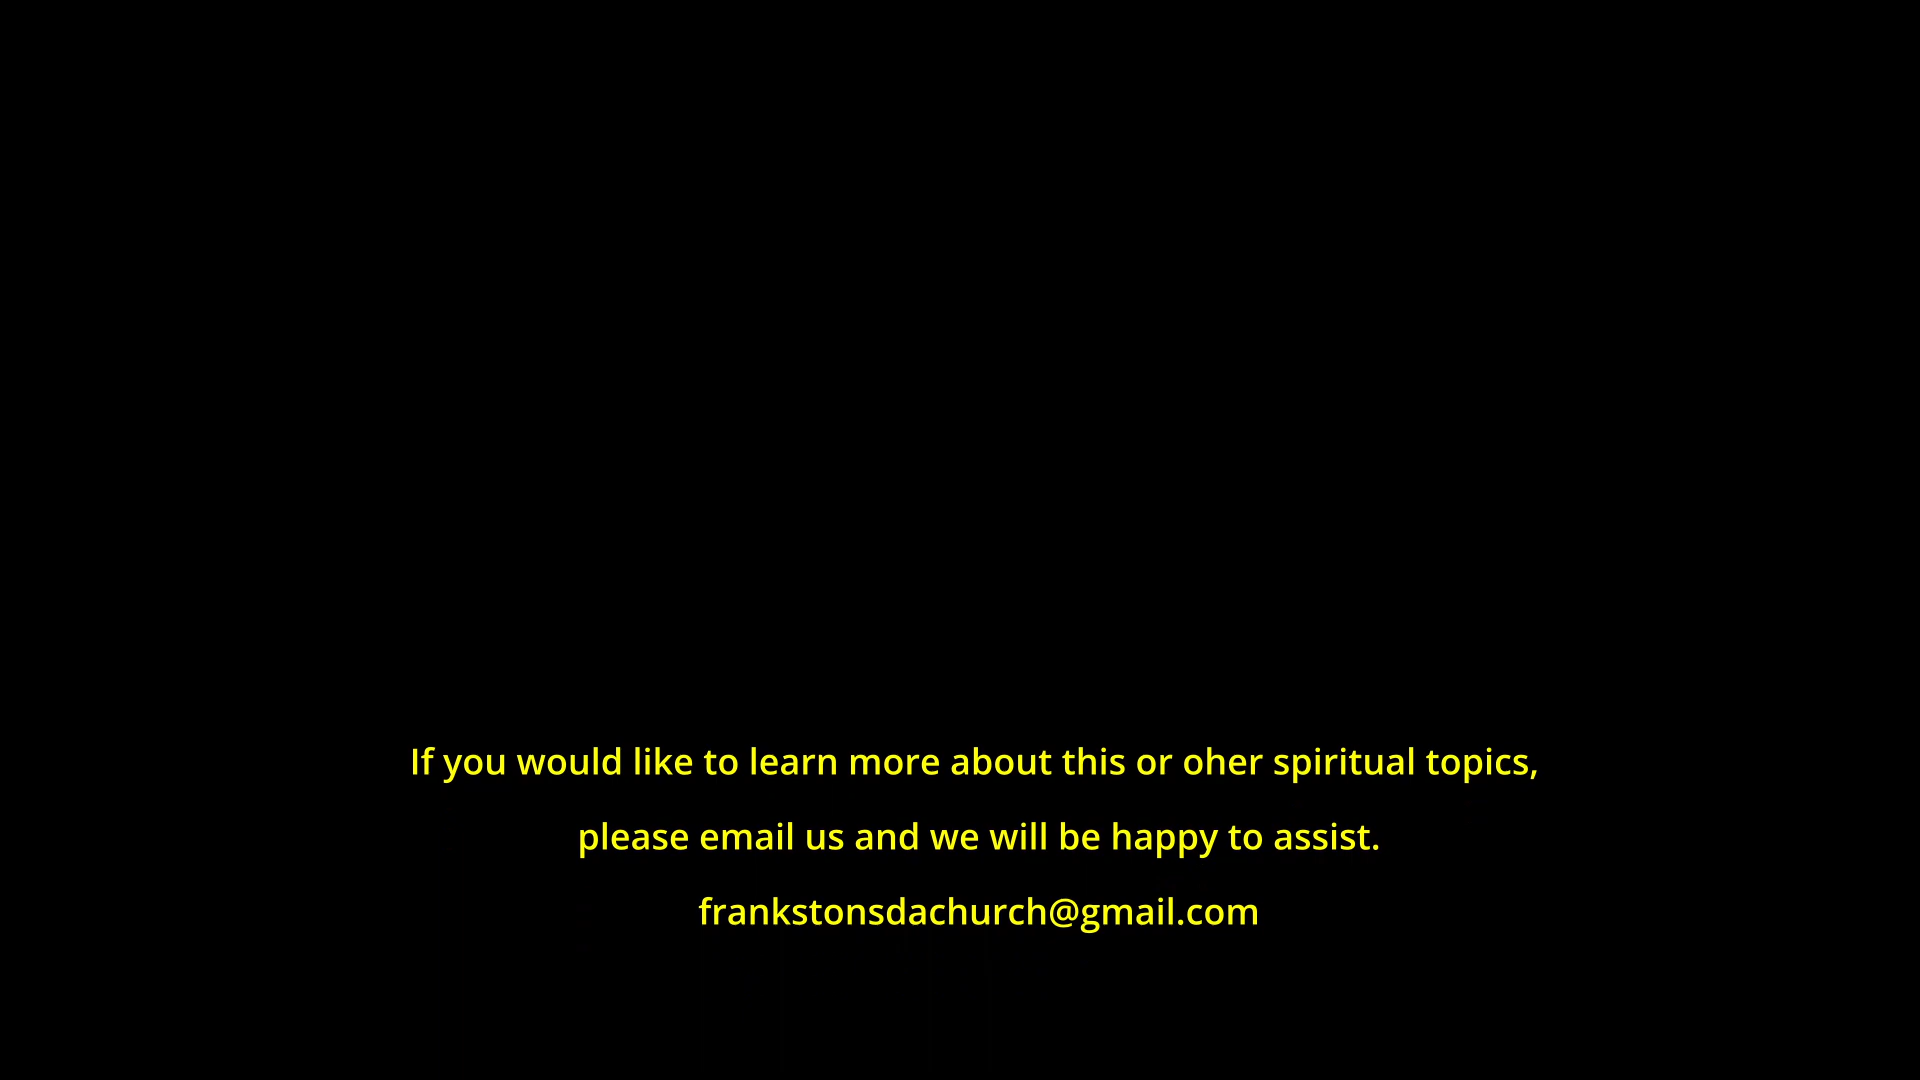 If you would like to learn more about this or oher spiritual topics,
please email us and we will be happy to assist.
frankstonsdachurch@gmail.com